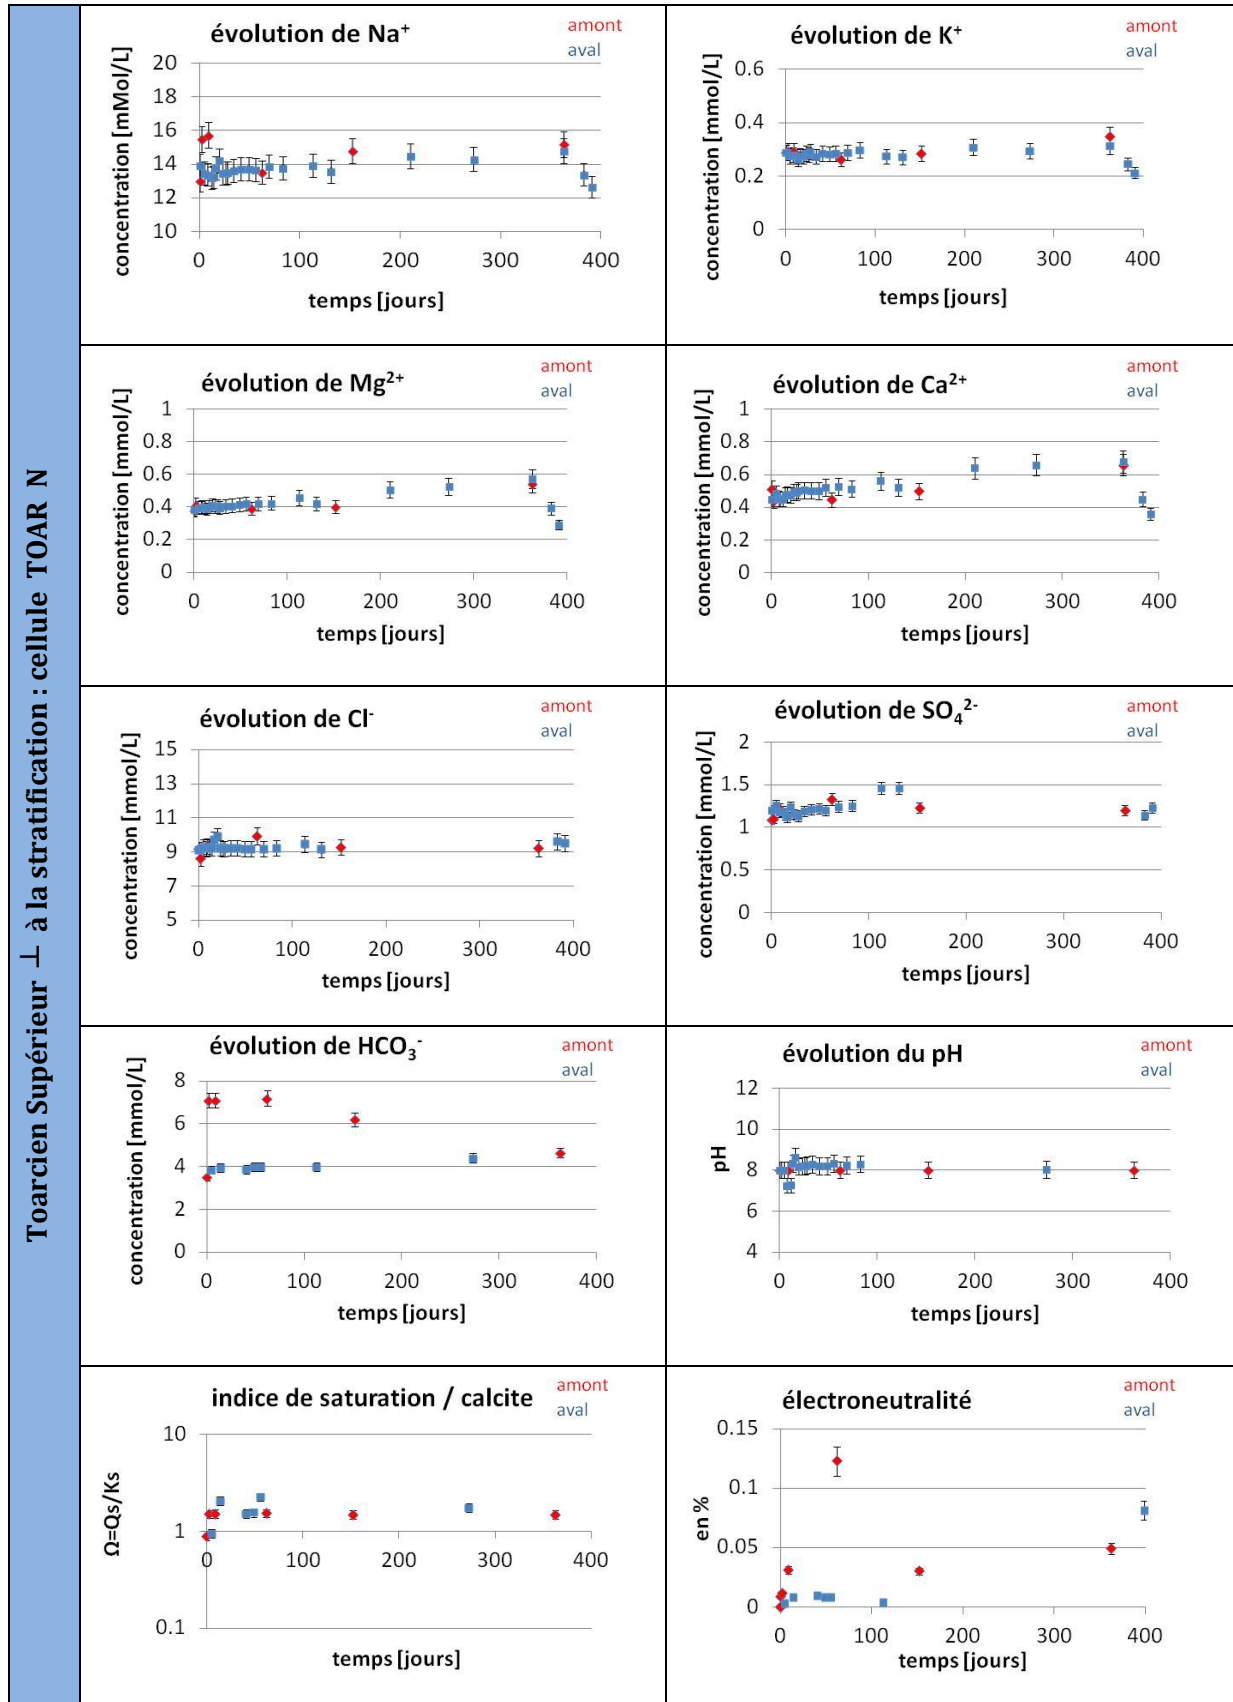 Toarcien Supérieur ⊥ à la stratification : cellule TOAR N
évolution de Na⁺
amont
aval
concentration [mMol/L]
20
18
16
14
12
10
0 100 200 300 400
temps [jours]
évolution de K⁺
amont
aval
concentration [mmol/L]
0.6
0.4
0.2
0
0 100 200 300 400
temps [jours]
évolution de Mg²⁺
amont
aval
concentration [mmol/L]
1
0.8
0.6
0.4
0.2
0
0 100 200 300 400
temps [jours]
évolution de Ca²⁺
amont
aval
concentration [mmol/L]
1
0.8
0.6
0.4
0.2
0
0 100 200 300 400
temps [jours]
évolution de Cl⁻
amont
aval
concentration [mmol/L]
15
13
11
9
7
5
0 100 200 300 400
temps [jours]
évolution de SO₄²⁻
amont
aval
concentration [mmol/L]
2
1.5
1
0.5
0
0 100 200 300 400
temps [jours]
évolution de HCO₃⁻
amont
aval
concentration [mmol/L]
8
6
4
2
0
0 100 200 300 400
temps [jours]
évolution du pH
amont
aval
pH
12
10
8
6
4
0 100 200 300 400
temps [jours]
indice de saturation / calcite
amont
aval
Ω=Qs/Ks
10
1
0.1
0 100 200 300 400
temps [jours]
électroneutralité
amont
aval
en %
0.15
0.1
0.05
0
0 100 200 300 400
temps [jours]